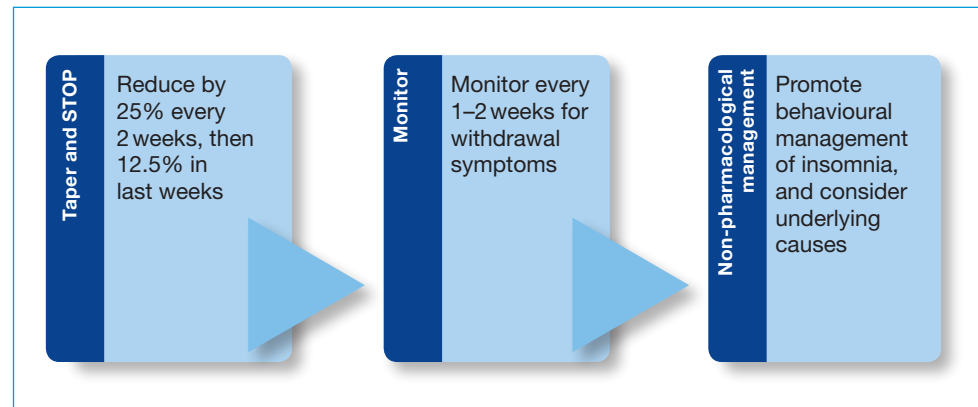 Taper and STOP
Reduce by
25% every
2 weeks, then
12.5% in
last weeks
Monitor
Monitor every
1–2 weeks for
withdrawal
symptoms
Non-pharmacological
management
Promote
behavioural
management
of insomnia,
and consider
underlying
causes